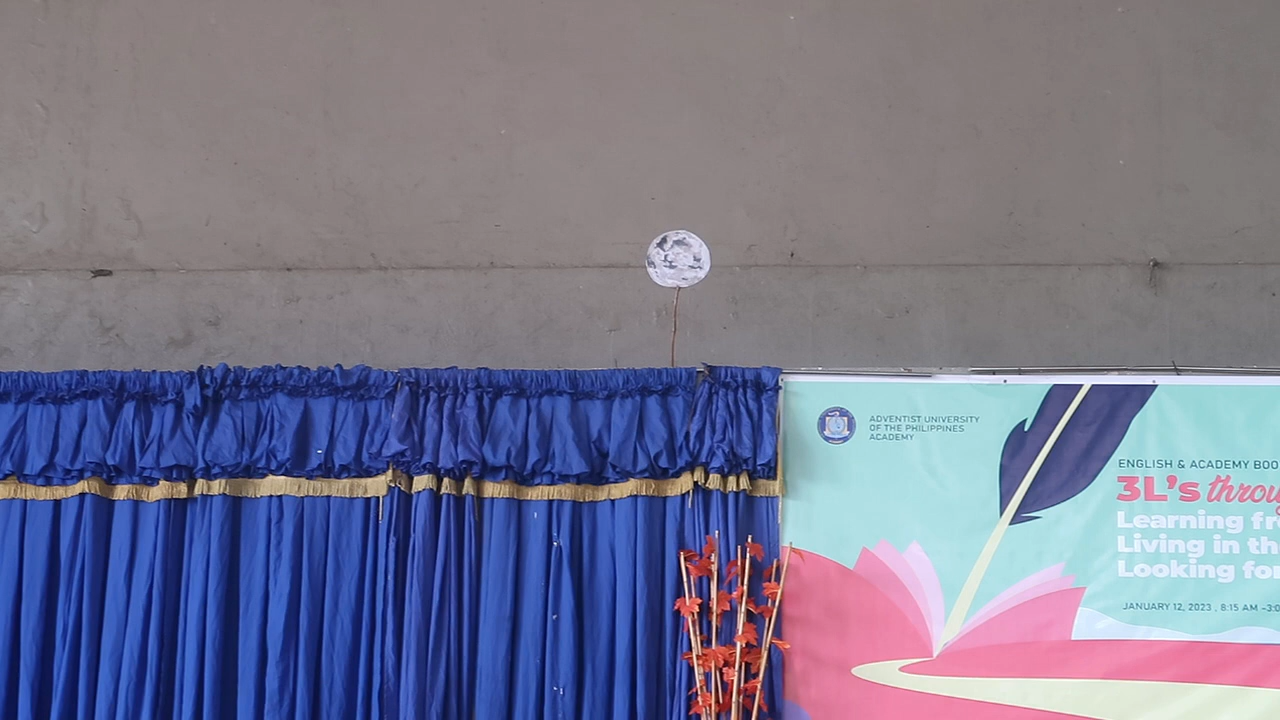 ADVENTIST UNIVERSITY
OF THE PHILIPPINES
ACADEMY
ENGLISH & ACADEMY BOO
3L's throu
Learning fr
Living in th
Looking for
JANUARY 12, 2023 , 8:15 AM -3:0